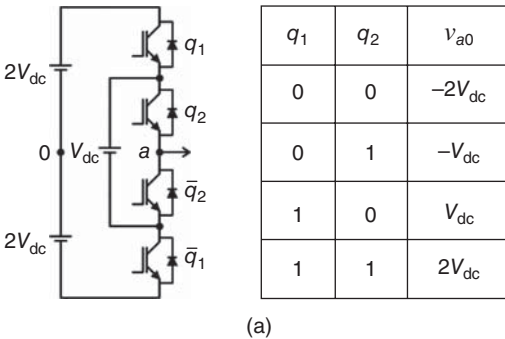 2V_dc
0
2V_dc
V_dc
a
q_1
q_2
q̄_2
q̄_1
q_1 q_2 v_a0
0 0 –2V_dc
0 1 –V_dc
1 0 V_dc
1 1 2V_dc
(a)